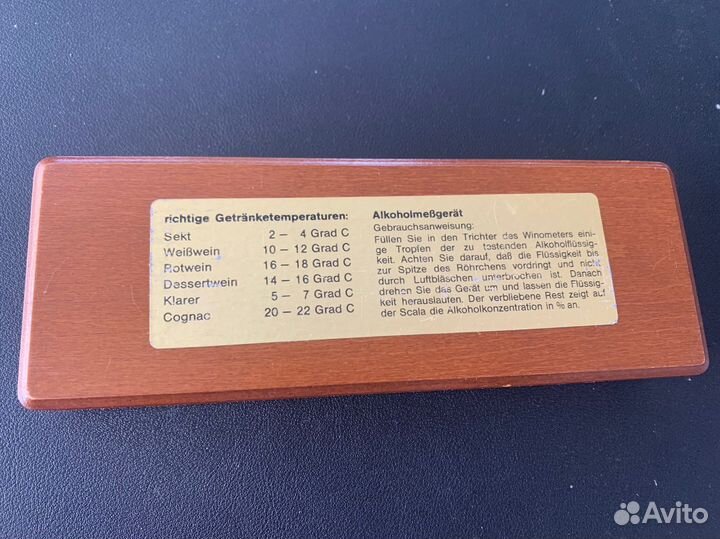 richtige Getränketemperaturen:
Sekt 2 – 4 Grad C
Weißwein 10 – 12 Grad C
Rotwein 16 – 18 Grad C
Dessertwein 14 – 16 Grad C
Klarer 5 – 7 Grad C
Cognac 20 – 22 Grad C
Alkoholmeßgerät
Gebrauchsanweisung:
Füllen Sie in den Trichter des Winometers eini-
ge Tropfen der zu testenden Alkoholflüssig-
keit. Achten Sie darauf, daß die Flüssigkeit bis
zur Spitze des Röhrchens vordringt und nicht
durch Luftbläschen unterbrochen ist. Danach
drehen Sie das Gerät um und lassen die Flüssig-
keit herauslaufen. Der verbliebene Rest zeigt auf
der Scala die Alkoholkonzentration in % an.
Avito